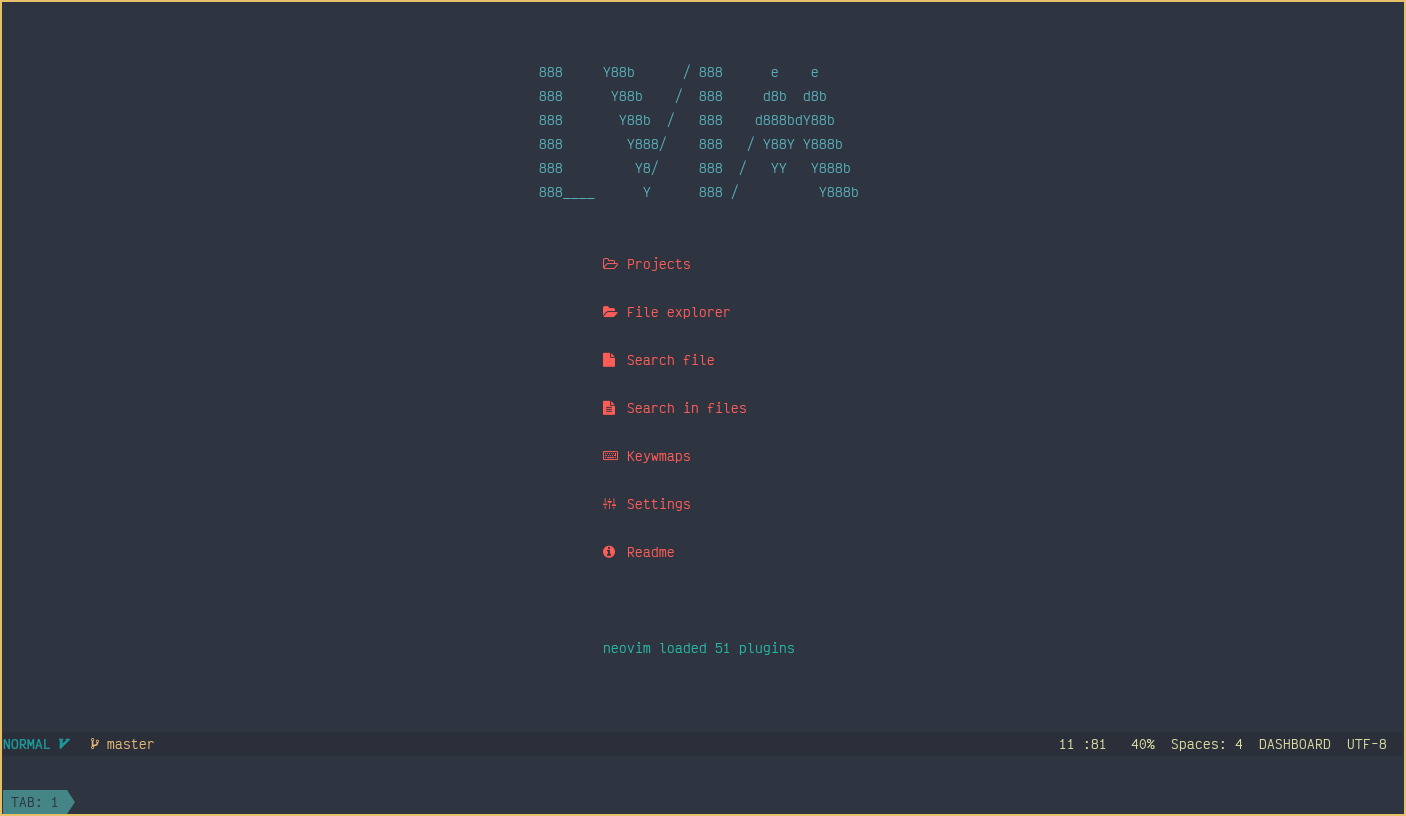 888     Y88b      / 888      e    e
888      Y88b    /  888     d8b  d8b
888       Y88b  /   888    d888bdY88b
888        Y888/    888   / Y88Y Y888b
888         Y8/     888  /   YY   Y888b
888____      Y      888 /          Y888b
Projects
File explorer
Search file
Search in files
Keywmaps
Settings
Readme
neovim loaded 51 plugins
NORMAL master 11 :81 40% Spaces: 4 DASHBOARD UTF-8
TAB: 1